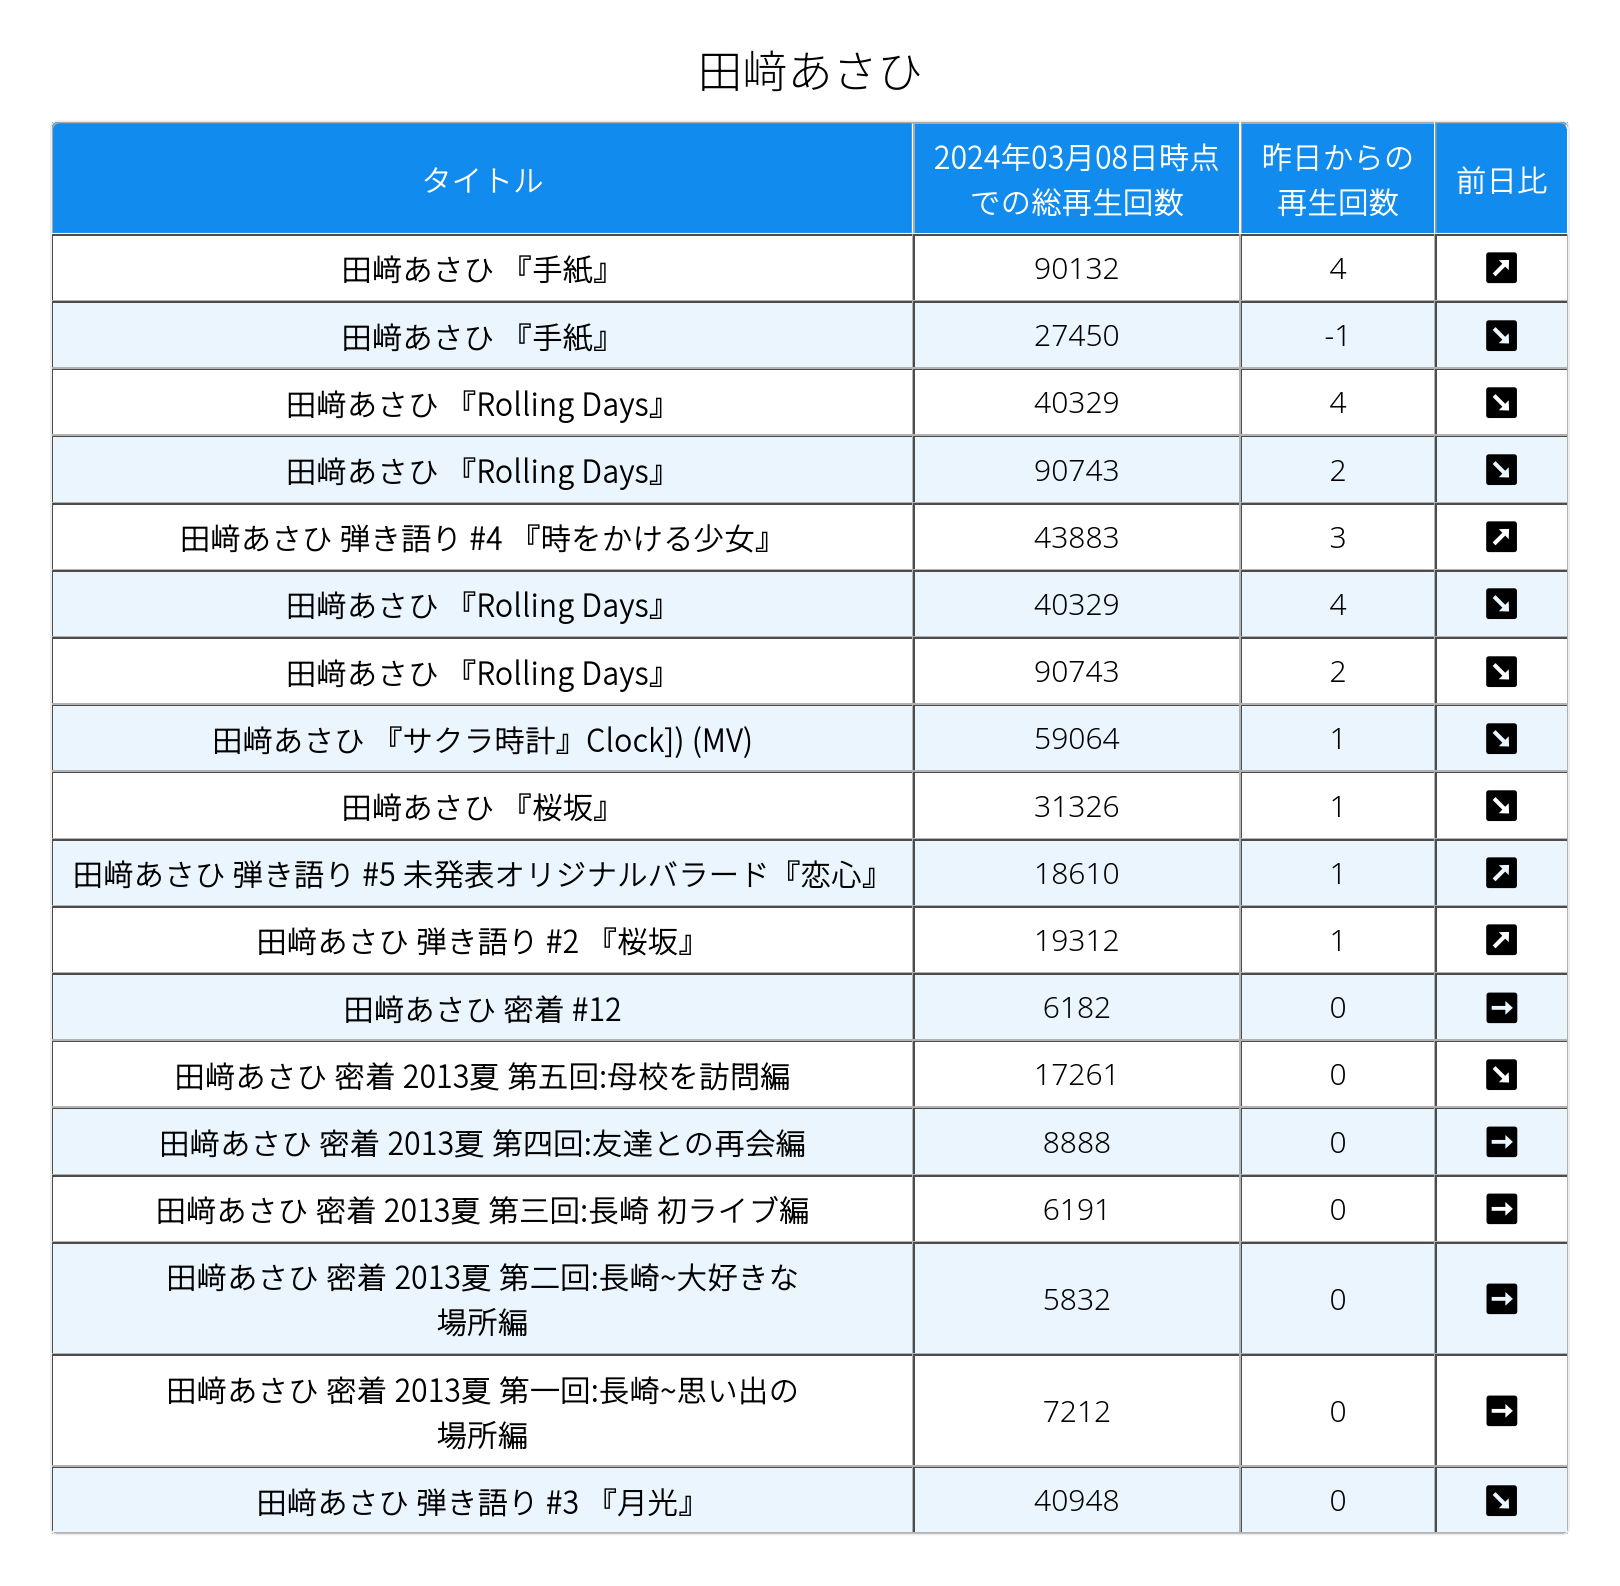 田﨑あさひ
タイトル
2024年03月08日時点
での総再生回数
昨日からの
再生回数
前日比
田﨑あさひ 『手紙』 90132 4 ↗
田﨑あさひ 『手紙』 27450 -1 ↘
田﨑あさひ 『Rolling Days』 40329 4 ↘
田﨑あさひ 『Rolling Days』 90743 2 ↘
田﨑あさひ 弾き語り #4 『時をかける少女』 43883 3 ↗
田﨑あさひ 『Rolling Days』 40329 4 ↘
田﨑あさひ 『Rolling Days』 90743 2 ↘
田﨑あさひ 『サクラ時計』Clock]) (MV) 59064 1 ↘
田﨑あさひ 『桜坂』 31326 1 ↘
田﨑あさひ 弾き語り #5 未発表オリジナルバラード『恋心』 18610 1 ↗
田﨑あさひ 弾き語り #2 『桜坂』 19312 1 ↗
田﨑あさひ 密着 #12 6182 0 →
田﨑あさひ 密着 2013夏 第五回:母校を訪問編 17261 0 ↘
田﨑あさひ 密着 2013夏 第四回:友達との再会編 8888 0 →
田﨑あさひ 密着 2013夏 第三回:長崎 初ライブ編 6191 0 →
田﨑あさひ 密着 2013夏 第二回:長崎~大好きな
場所編 5832 0 →
田﨑あさひ 密着 2013夏 第一回:長崎~思い出の
場所編 7212 0 →
田﨑あさひ 弾き語り #3 『月光』 40948 0 ↘